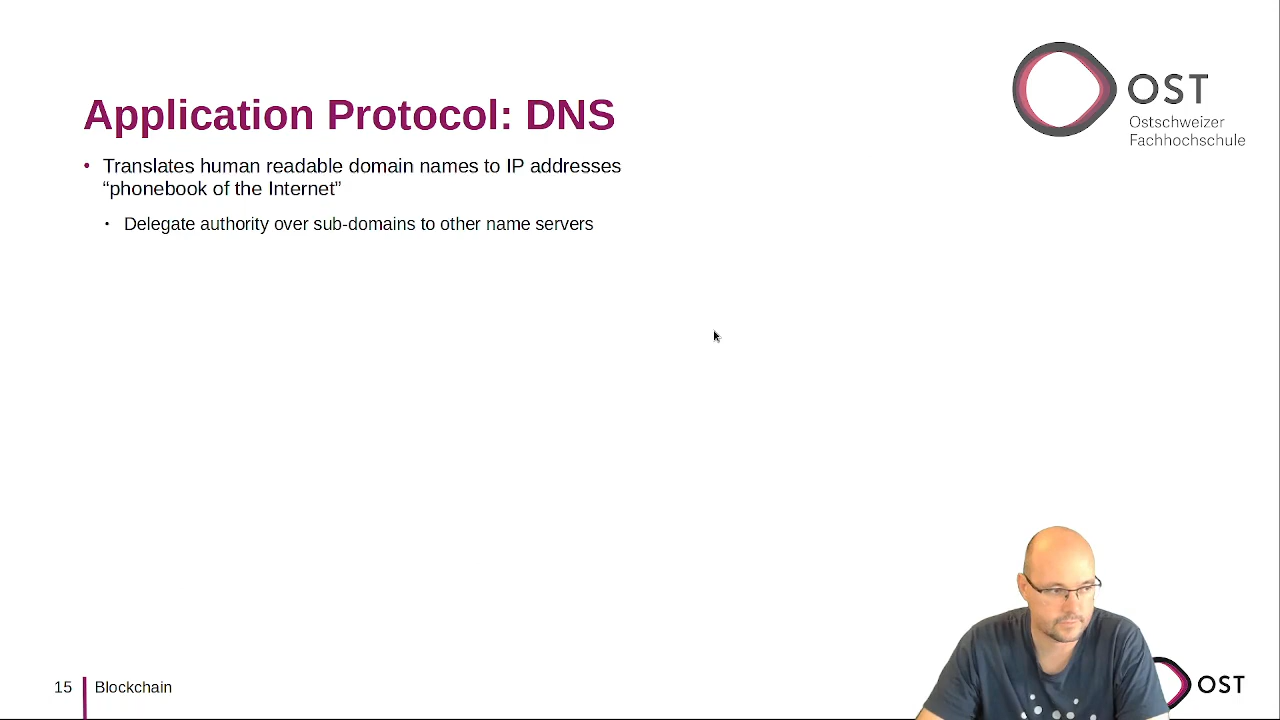 OST
Ostschweizer
Fachhochschule
Application Protocol: DNS
• Translates human readable domain names to IP addresses
“phonebook of the Internet”
• Delegate authority over sub-domains to other name servers
15
Blockchain
OST